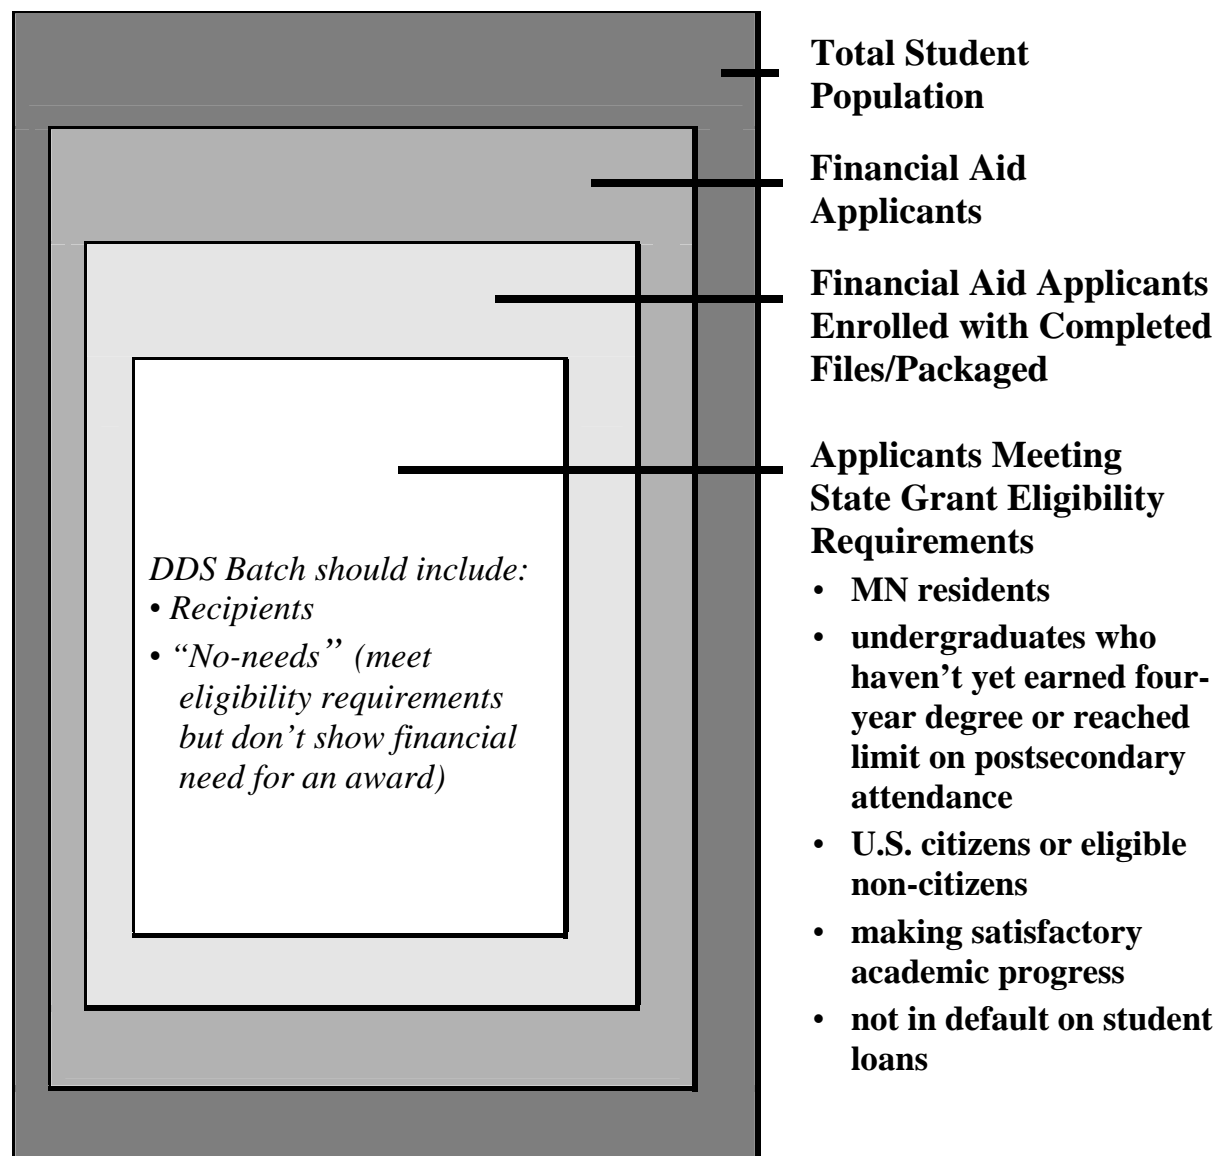 Total Student
Population
Financial Aid
Applicants
Financial Aid Applicants
Enrolled with Completed
Files/Packaged
Applicants Meeting
State Grant Eligibility
Requirements
• MN residents
• undergraduates who
haven’t yet earned four-
year degree or reached
limit on postsecondary
attendance
• U.S. citizens or eligible
non-citizens
• making satisfactory
academic progress
• not in default on student
loans
DDS Batch should include:
• Recipients
• “No-needs” (meet
eligibility requirements
but don’t show financial
need for an award)